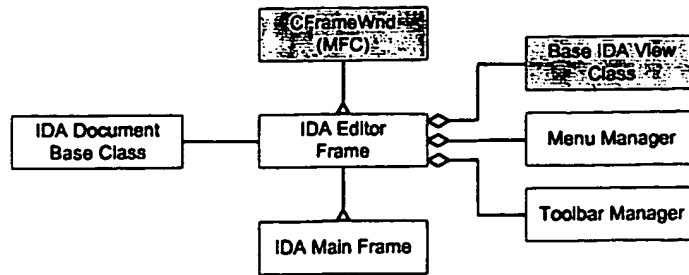 CFrameWnd
(MFC)
Base IDA View
Class
IDA Document
Base Class
IDA Editor
Frame
Menu Manager
Toolbar Manager
IDA Main Frame